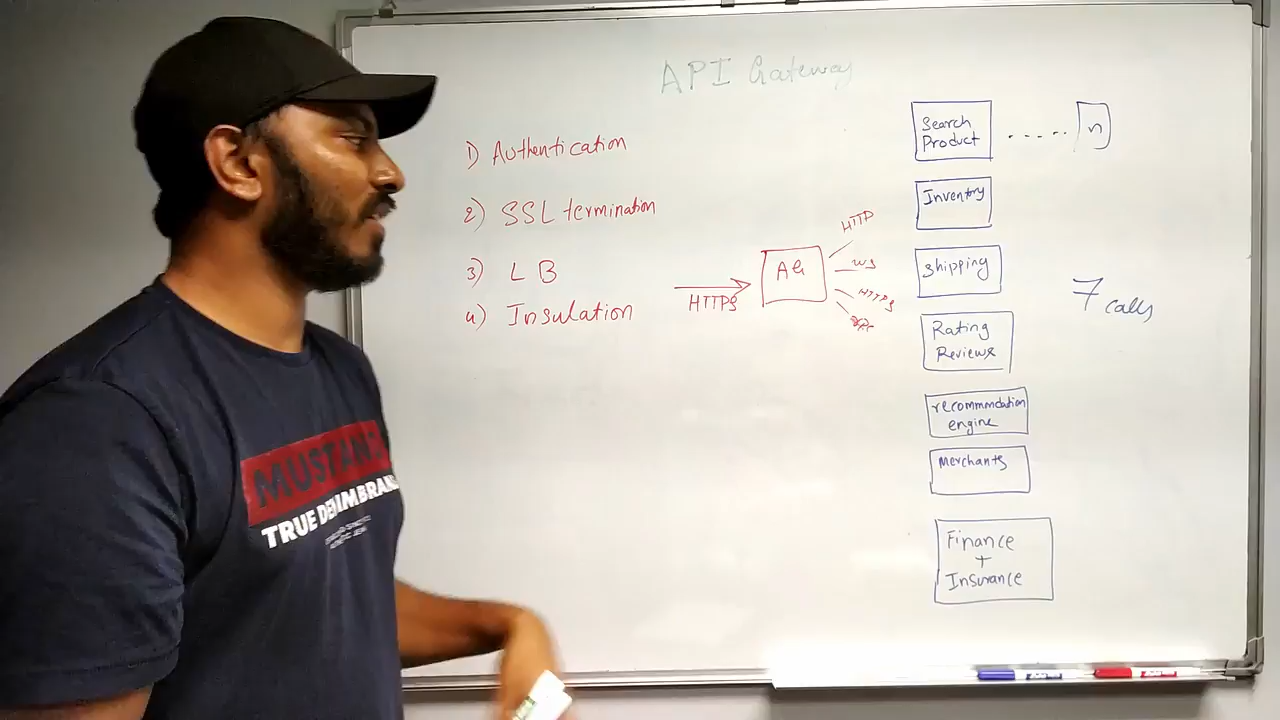 API Gateway
1) Authentication
2) SSL termination
3) LB
4) Insulation
HTTPS
AG
HTTP
WS
HTTPS
Search
Product
..... n
Inventory
Shipping
Rating
Reviews
recommndation
engine
Merchants
Finance
+
Insurance
7 calls
MUSTANG
TRUE DENIM BRAND